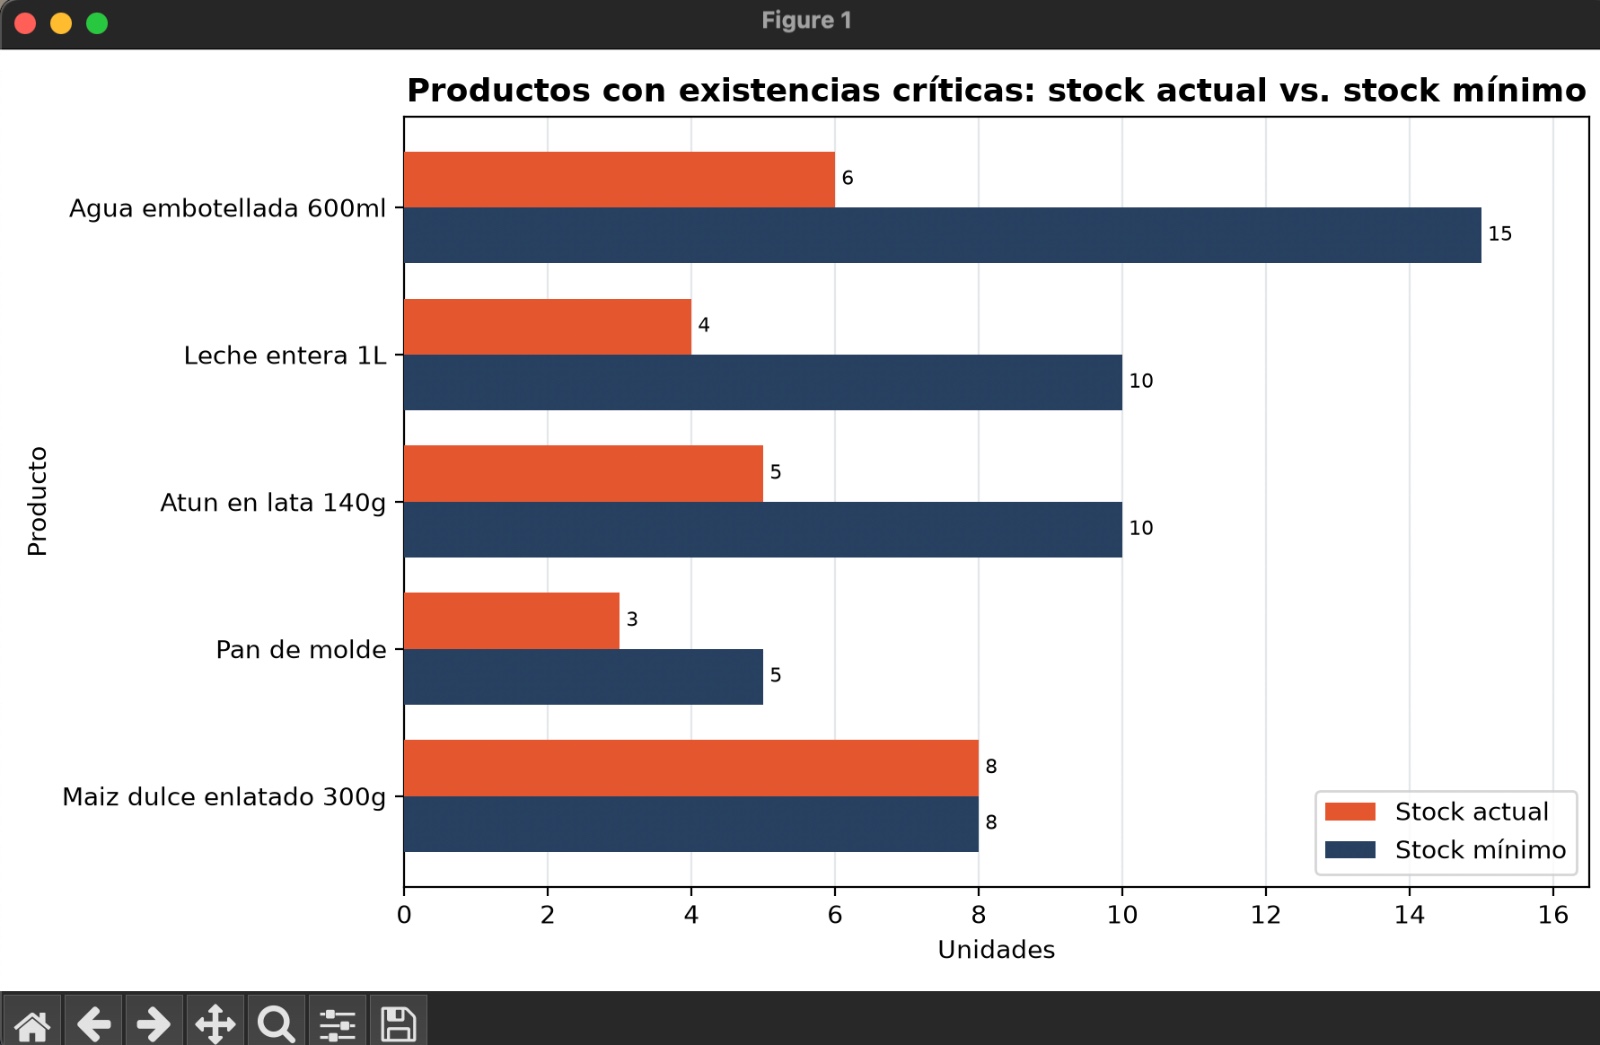 Figure 1
Productos con existencias críticas: stock actual vs. stock mínimo
Agua embotellada 600ml
6
15
Leche entera 1L
4
10
Atun en lata 140g
5
10
Pan de molde
3
5
Maiz dulce enlatado 300g
8
8
Producto
Stock actual
Stock mínimo
0 2 4 6 8 10 12 14 16
Unidades